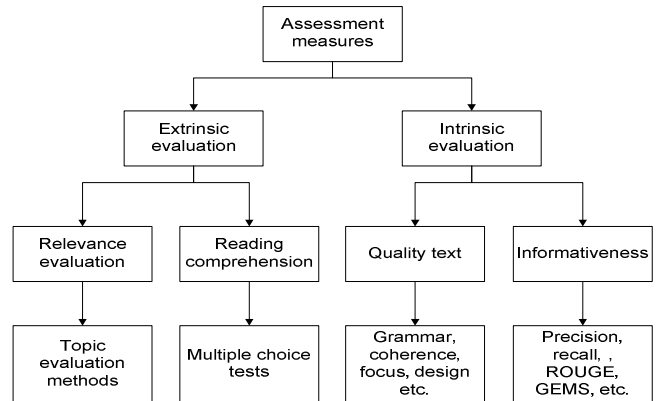 Assessment
measures
Extrinsic
evaluation
Intrinsic
evaluation
Relevance
evaluation
Reading
comprehension
Quality text
Informativeness
Topic
evaluation
methods
Multiple choice
tests
Grammar,
coherence,
focus, design
etc.
Precision,
recall, ,
ROUGE,
GEMS, etc.